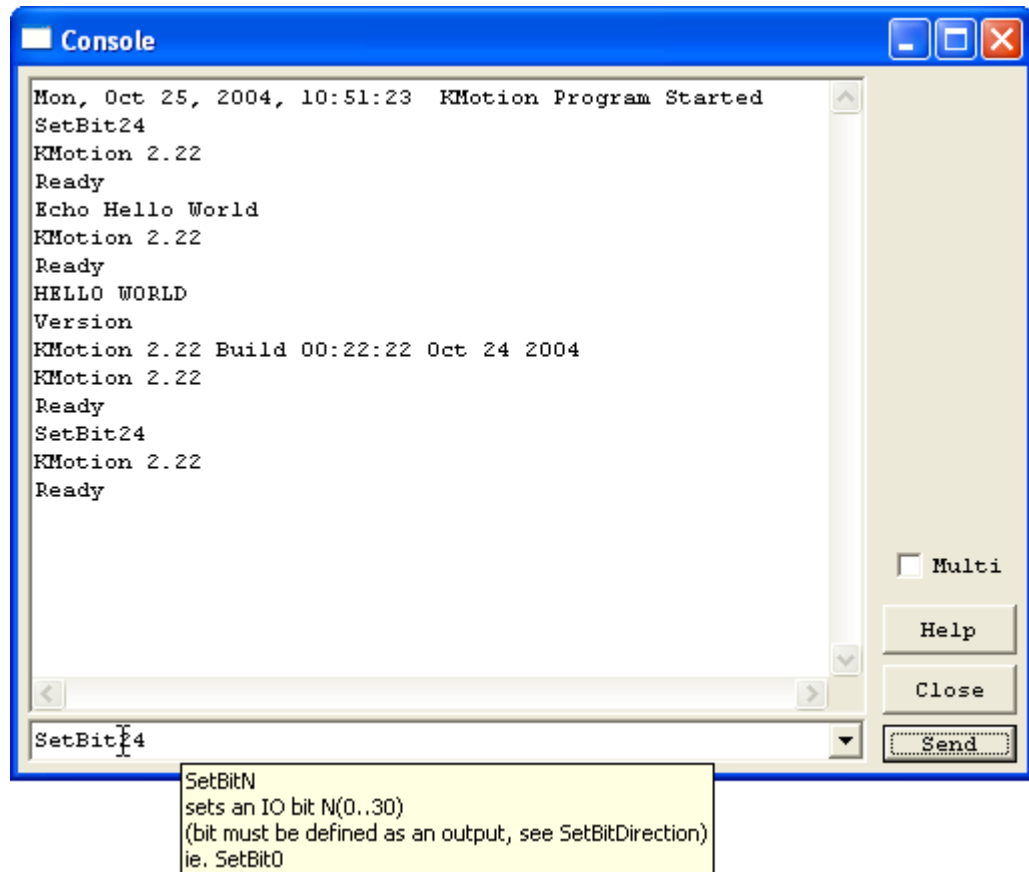 Console
Mon, Oct 25, 2004, 10:51:23  KMotion Program Started
SetBit24
KMotion 2.22
Ready
Echo Hello World
KMotion 2.22
Ready
HELLO WORLD
Version
KMotion 2.22 Build 00:22:22 Oct 24 2004
KMotion 2.22
Ready
SetBit24
KMotion 2.22
Ready
Multi
Help
Close
SetBit24
Send
SetBitN
sets an IO bit N(0..30)
(bit must be defined as an output, see SetBitDirection)
ie. SetBit0